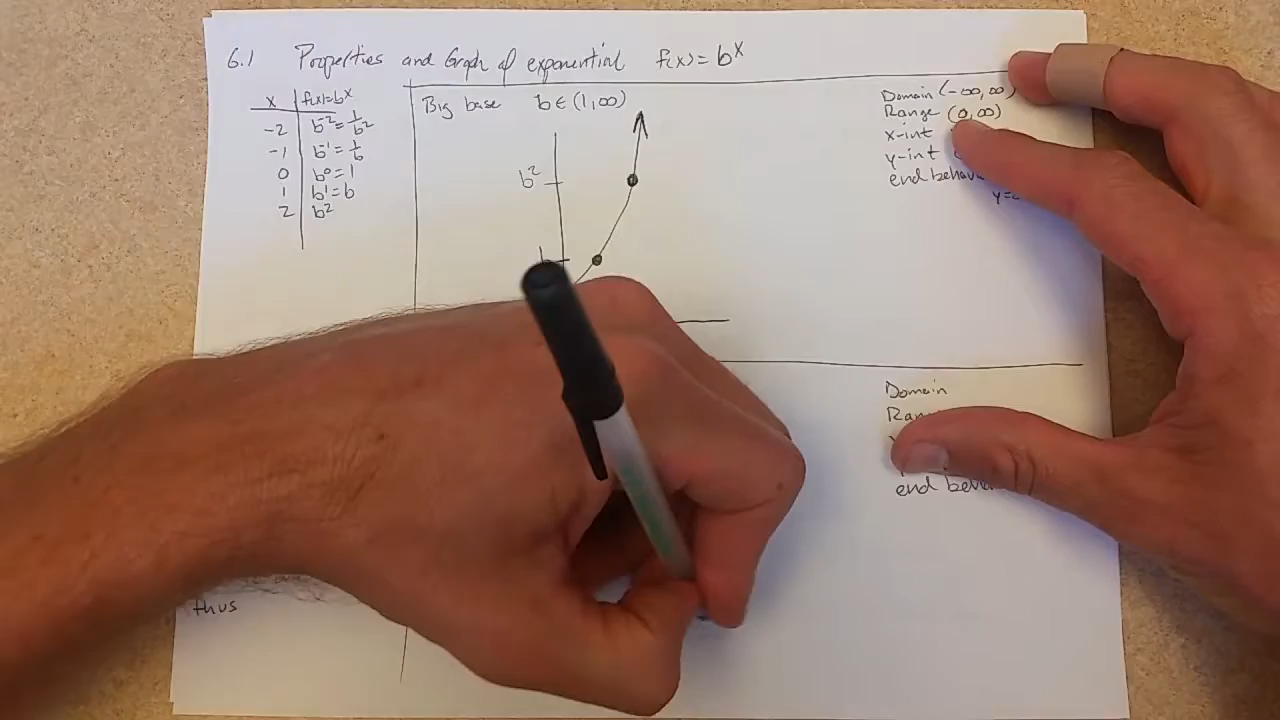 6.1 Properties and Graph of exponential f(x) = b^x
x f(x)=b^x
-2 b^-2 = 1/b^2
-1 b^-1 = 1/b
0 b^0 = 1
1 b^1 = b
2 b^2
Big base b ∈ (1,∞)
b^2
Domain (-∞,∞)
Range (0,∞)
x-int
y-int
end behav
y=
Domain
end beh
thus